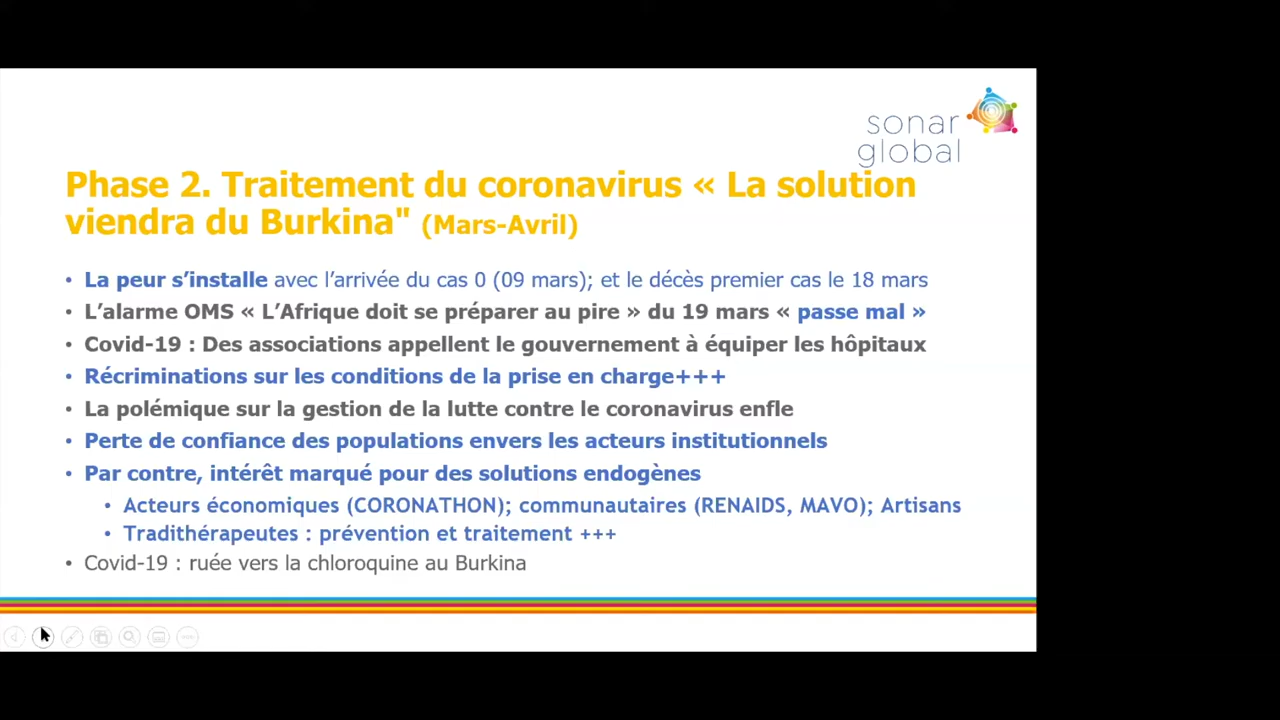 sonar
global
Phase 2. Traitement du coronavirus « La solution
viendra du Burkina" (Mars-Avril)
• La peur s’installe avec l’arrivée du cas 0 (09 mars); et le décès premier cas le 18 mars
• L’alarme OMS « L’Afrique doit se préparer au pire » du 19 mars « passe mal »
• Covid-19 : Des associations appellent le gouvernement à équiper les hôpitaux
• Récriminations sur les conditions de la prise en charge+++
• La polémique sur la gestion de la lutte contre le coronavirus enfle
• Perte de confiance des populations envers les acteurs institutionnels
• Par contre, intérêt marqué pour des solutions endogènes
• Acteurs économiques (CORONATHON); communautaires (RENAIDS, MAVO); Artisans
• Tradithérapeutes : prévention et traitement +++
• Covid-19 : ruée vers la chloroquine au Burkina